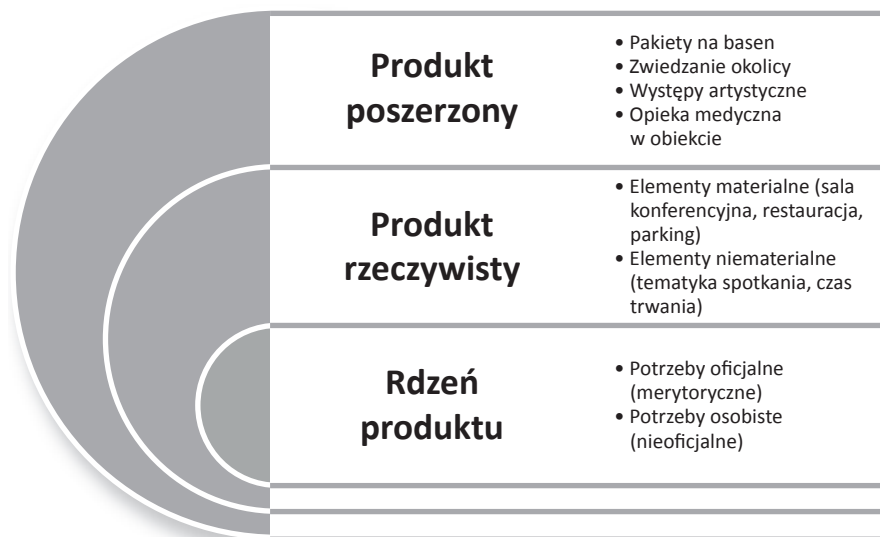 Produkt
poszerzony
• Pakiety na basen
• Zwiedzanie okolicy
• Występy artystyczne
• Opieka medyczna
w obiekcie
Produkt
rzeczywisty
• Elementy materialne (sala
konferencyjna, restauracja,
parking)
• Elementy niematerialne
(tematyka spotkania, czas
trwania)
Rdzeń
produktu
• Potrzeby oficjalne
(merytoryczne)
• Potrzeby osobiste
(nieoficjalne)